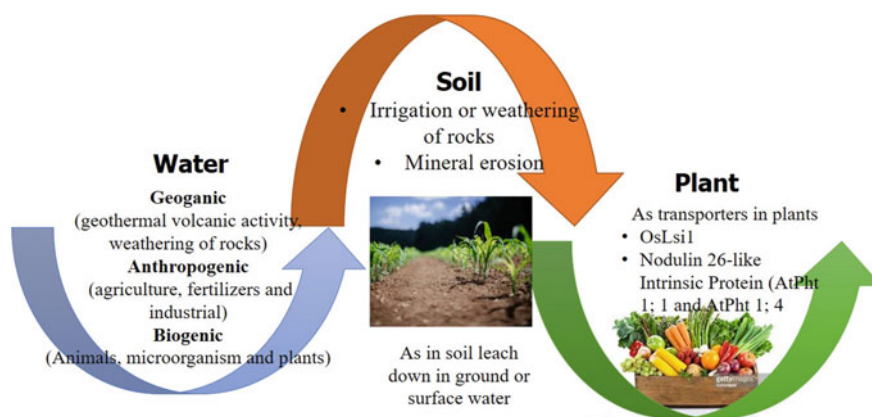 Water
Geoganic
(geothermal volcanic activity,
weathering of rocks)
Anthropogenic
(agriculture, fertilizers and
industrial)
Biogenic
(Animals, microorganism and plants)
Soil
• Irrigation or weathering
of rocks
• Mineral erosion
As in soil leach
down in ground or
surface water
Plant
As transporters in plants
• OsLsi1
• Nodulin 26-like
Intrinsic Protein (AtPht
1; 1 and AtPht 1; 4
gettyimages